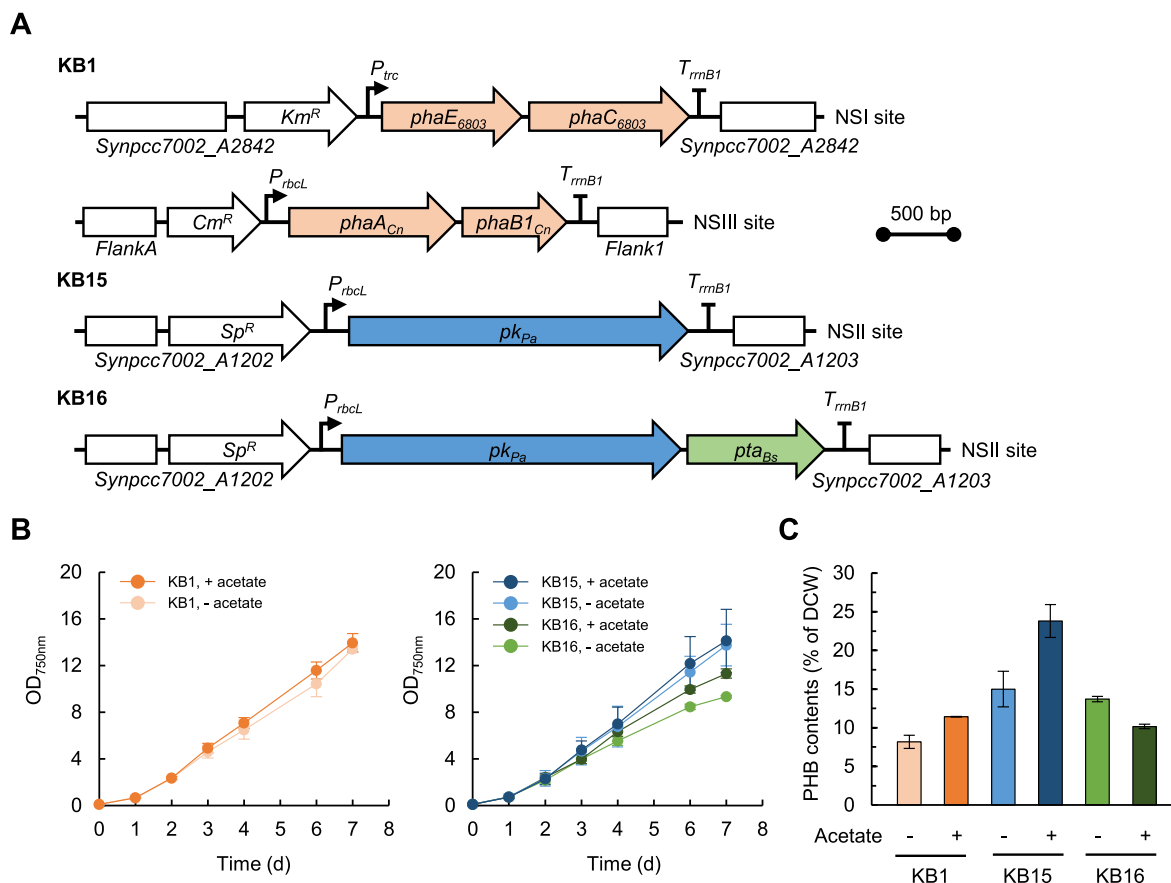 A
KB1
P_trc
T_rrnB1
Km^R
phaE_6803
phaC_6803
NSI site
Synpcc7002_A2842
Synpcc7002_A2842
P_rbcL
T_rrnB1
Cm^R
phaA_Cn
phaB1_Cn
NSIII site
FlankA
Flank1
500 bp
KB15
P_rbcL
T_rrnB1
Sp^R
pk_Pa
NSII site
Synpcc7002_A1202
Synpcc7002_A1203
KB16
P_rbcL
T_rrnB1
Sp^R
pk_Pa
pta_Bs
NSII site
Synpcc7002_A1202
Synpcc7002_A1203
B
KB1, + acetate
KB1, - acetate
OD_750nm
20
16
12
8
4
0
0 1 2 3 4 5 6 7 8
Time (d)
KB15, + acetate
KB15, - acetate
KB16, + acetate
KB16, - acetate
OD_750nm
20
16
12
8
4
0
0 1 2 3 4 5 6 7 8
Time (d)
C
PHB contents (% of DCW)
30
25
20
15
10
5
0
Acetate - + - + - +
KB1 KB15 KB16